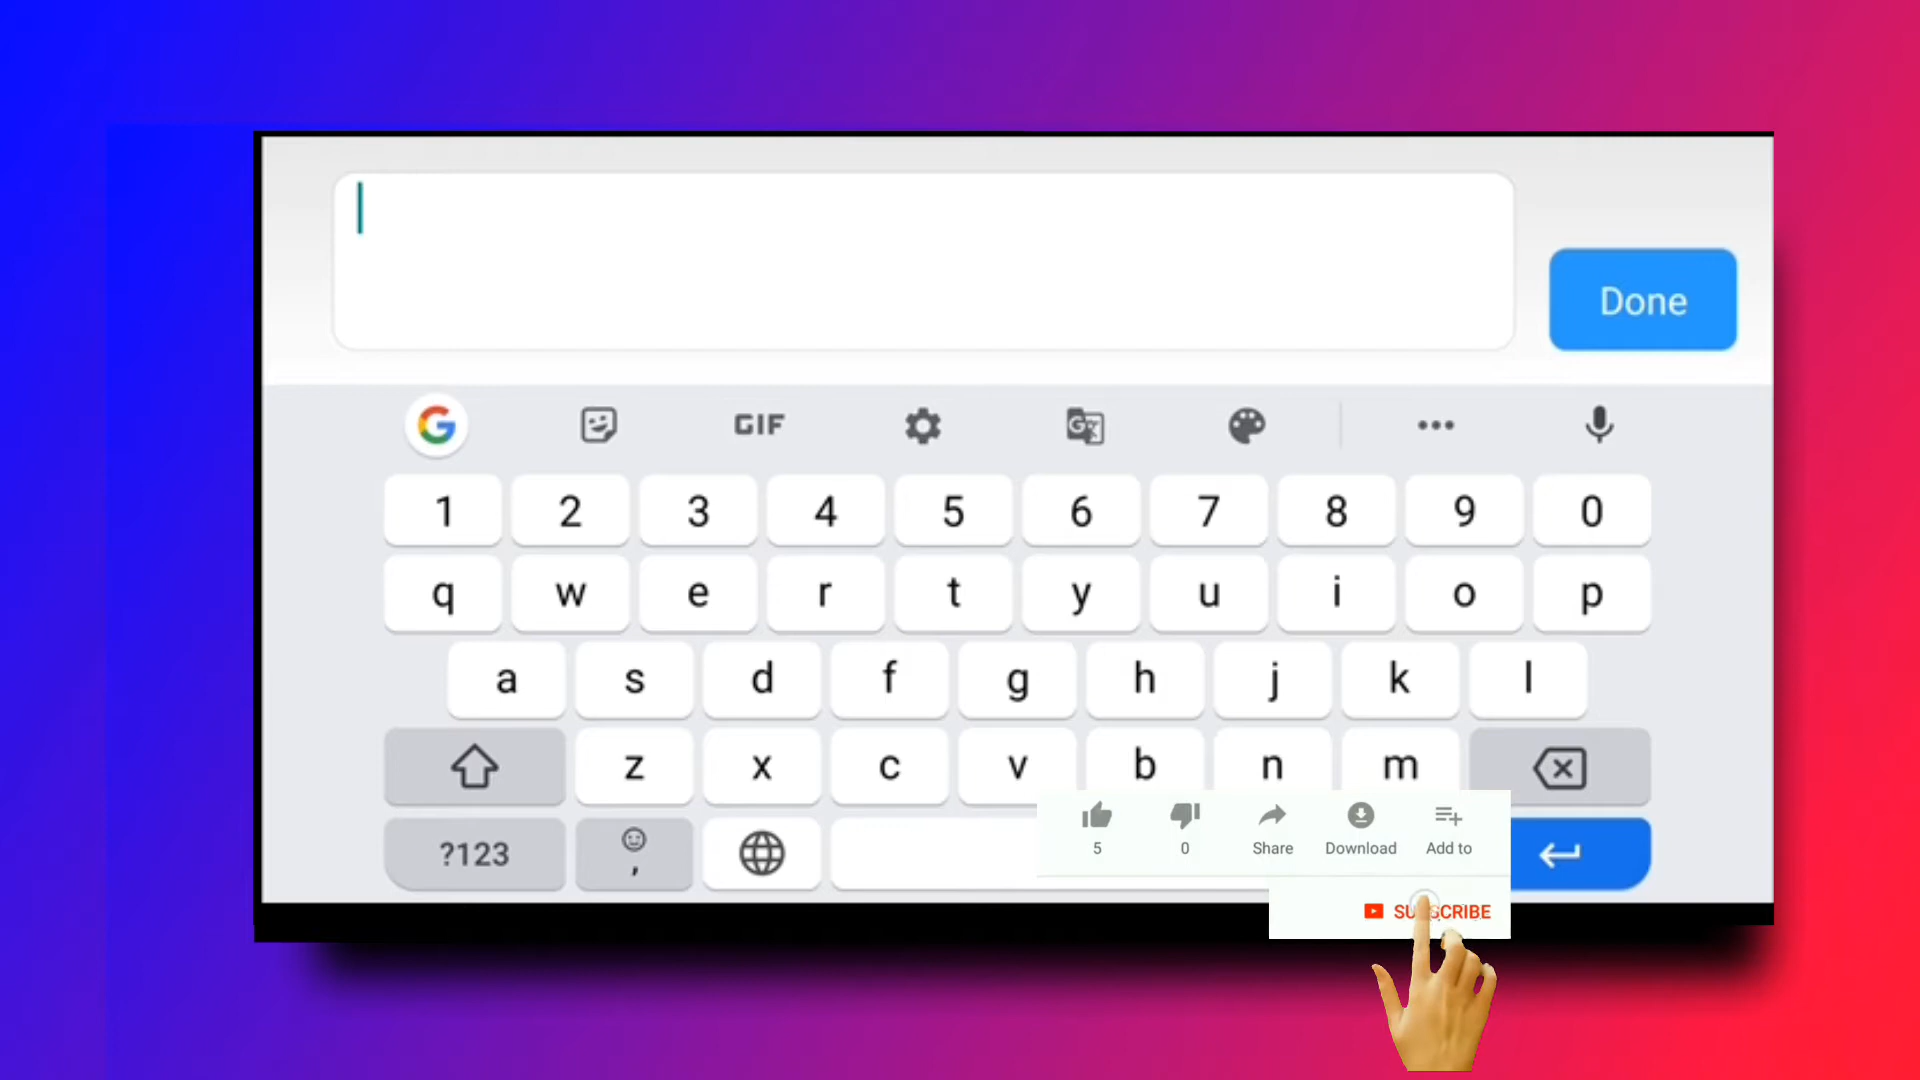 Done
G GIF
1 2 3 4 5 6 7 8 9 0
q w e r t y u i o p
a s d f g h j k l
z x c v b n m
?123 ,
5 0 Share Download Add to
SUBSCRIBE